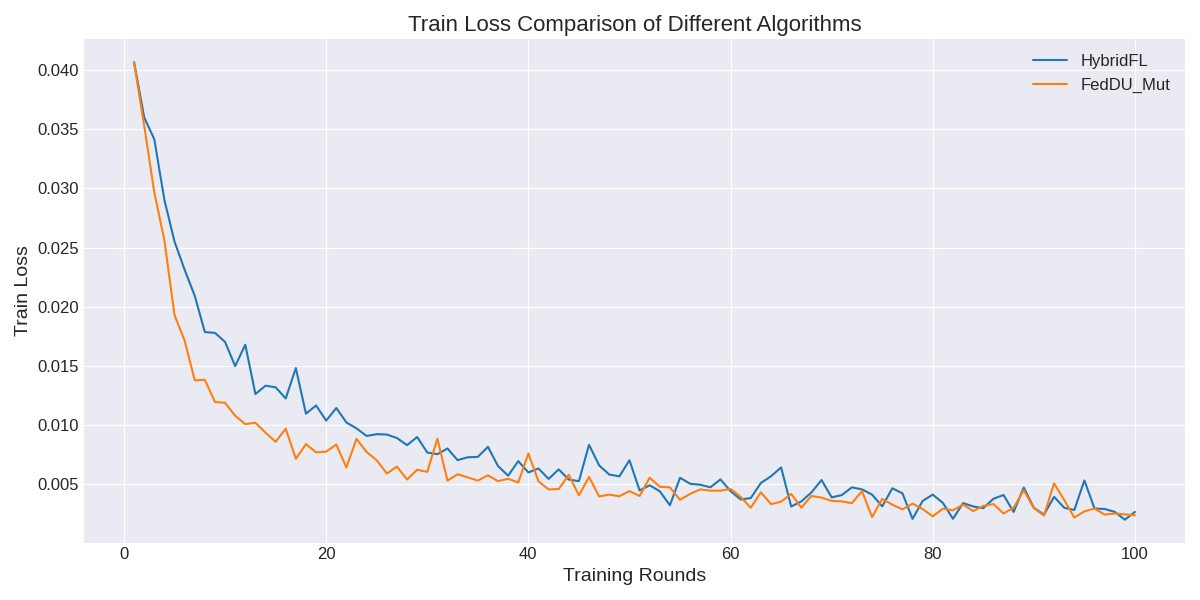 Train Loss Comparison of Different Algorithms
HybridFL
FedDU_Mut
0.040
0.035
0.030
0.025
0.020
0.015
0.010
0.005
Train Loss
0 20 40 60 80 100
Training Rounds